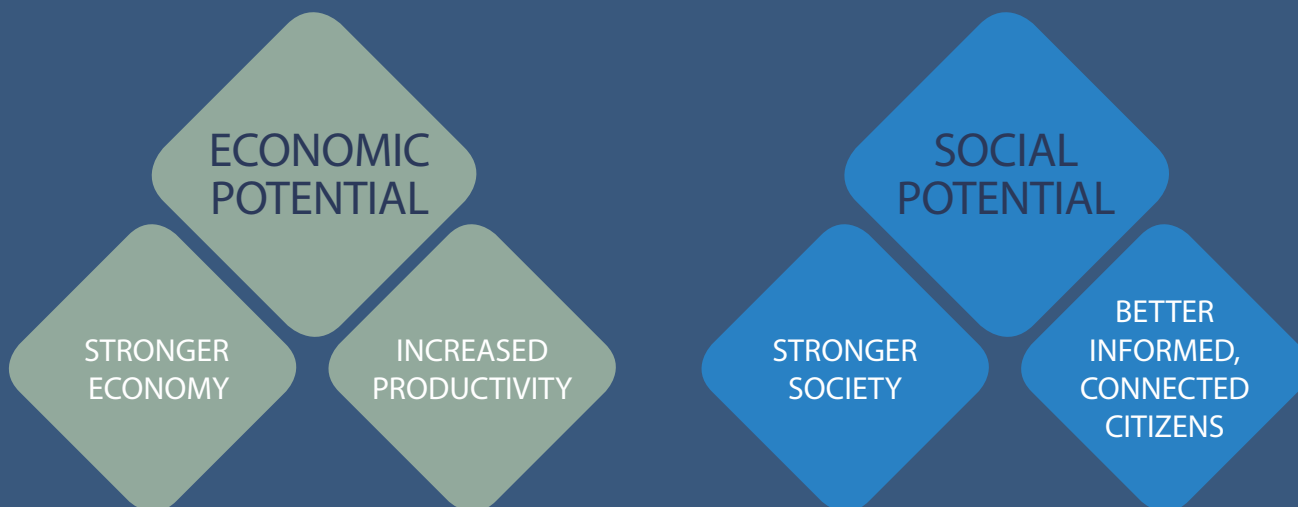 ECONOMIC
POTENTIAL
STRONGER
ECONOMY
INCREASED
PRODUCTIVITY
SOCIAL
POTENTIAL
STRONGER
SOCIETY
BETTER
INFORMED,
CONNECTED
CITIZENS